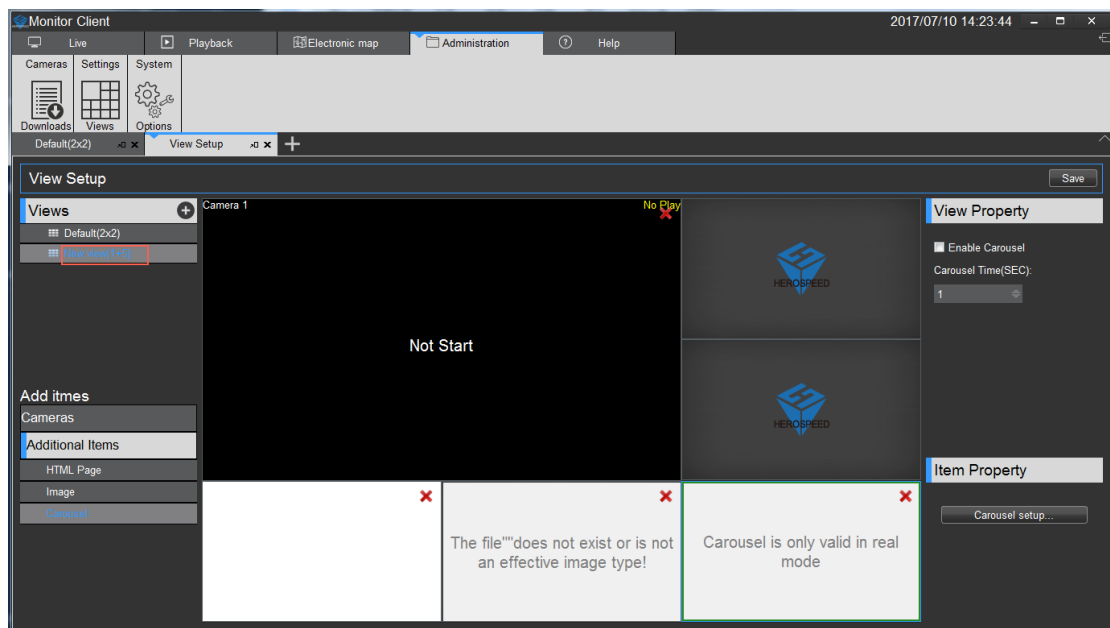 Monitor Client
2017/07/10 14:23:44
Live
Playback
Electronic map
Administration
Help
Cameras
Settings
System
Downloads
Views
Options
Default(2x2)
View Setup
View Setup
Save
Views
Default(2x2)
Camera 1
No Play
Not Start
HEROSPEED
HEROSPEED
View Property
Enable Carousel
Carousel Time(SEC):
1
Add itmes
Cameras
Additional Items
HTML Page
Image
Carousel
The file""does not exist or is not
an effective image type!
Carousel is only valid in real
mode
Item Property
Carousel setup...